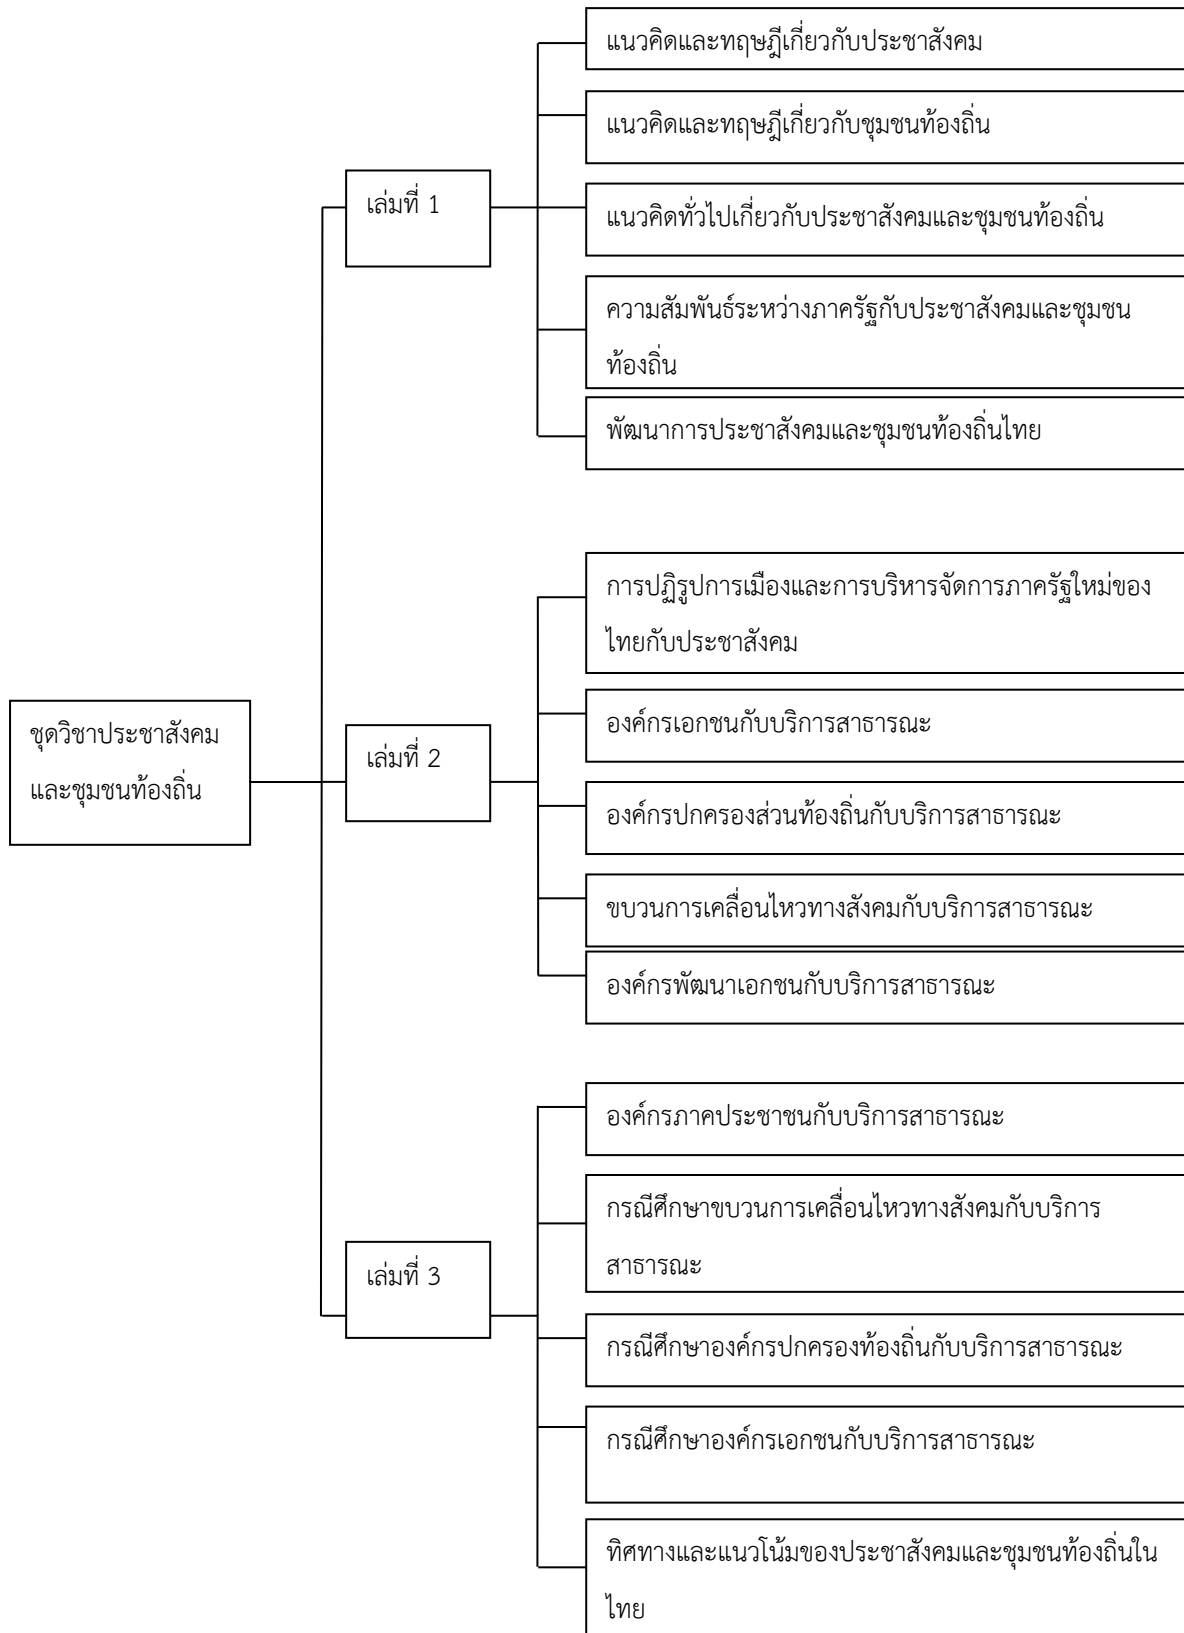 แนวคิดและทฤษฎีเกี่ยวกับประชาสังคม
แนวคิดและทฤษฎีเกี่ยวกับชุมชนท้องถิ่น
เล่มที่ 1
แนวคิดทั่วไปเกี่ยวกับประชาสังคมและชุมชนท้องถิ่น
ความสัมพันธ์ระหว่างภาครัฐกับประชาสังคมและชุมชน
ท้องถิ่น
พัฒนาการประชาสังคมและชุมชนท้องถิ่นไทย
การปฏิรูปการเมืองและการบริหารจัดการภาครัฐใหม่ของ
ไทยกับประชาสังคม
ชุดวิชาประชาสังคม
และชุมชนท้องถิ่น
เล่มที่ 2
องค์กรเอกชนกับบริการสาธารณะ
องค์กรปกครองส่วนท้องถิ่นกับบริการสาธารณะ
ขบวนการเคลื่อนไหวทางสังคมกับบริการสาธารณะ
องค์กรพัฒนาเอกชนกับบริการสาธารณะ
องค์กรภาคประชาชนกับบริการสาธารณะ
กรณีศึกษาขบวนการเคลื่อนไหวทางสังคมกับบริการ
สาธารณะ
เล่มที่ 3
กรณีศึกษาองค์กรปกครองท้องถิ่นกับบริการสาธารณะ
กรณีศึกษาองค์กรเอกชนกับบริการสาธารณะ
ทิศทางและแนวโน้มของประชาสังคมและชุมชนท้องถิ่นใน
ไทย